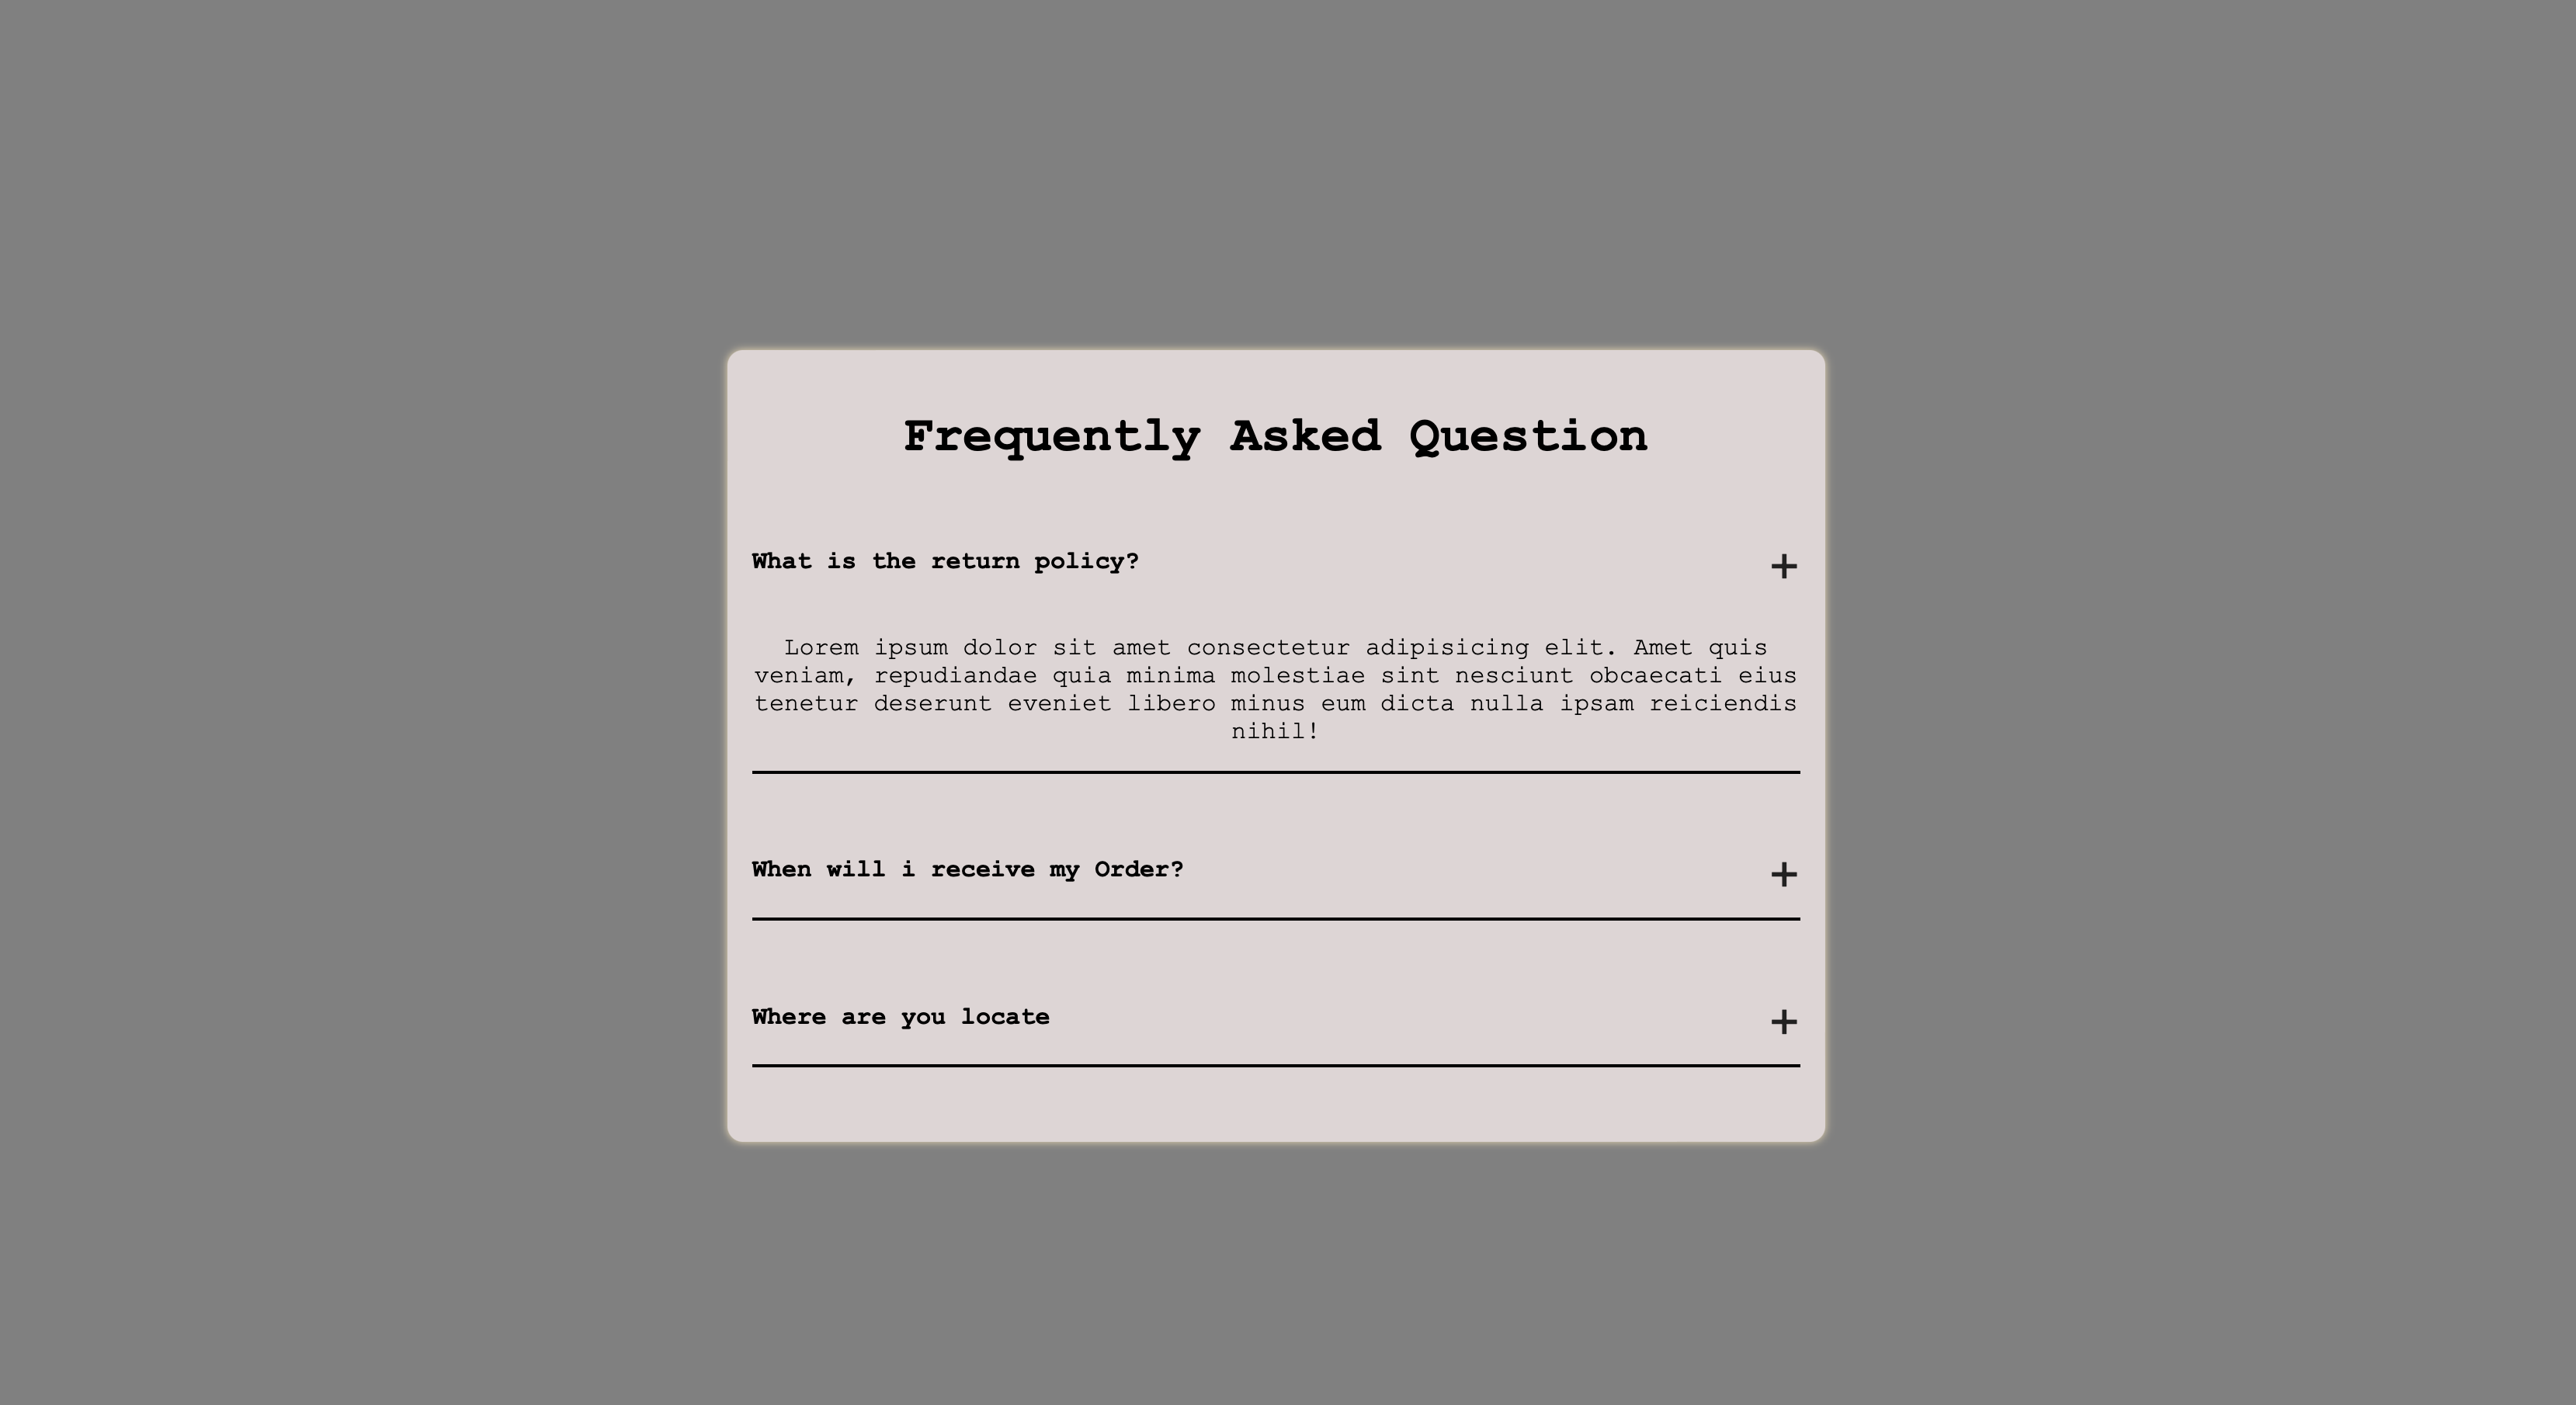 Frequently Asked Question
What is the return policy?
+
Lorem ipsum dolor sit amet consectetur adipisicing elit. Amet quis
veniam, repudiandae quia minima molestiae sint nesciunt obcaecati eius
tenetur deserunt eveniet libero minus eum dicta nulla ipsam reiciendis
nihil!
When will i receive my Order?
+
Where are you locate
+